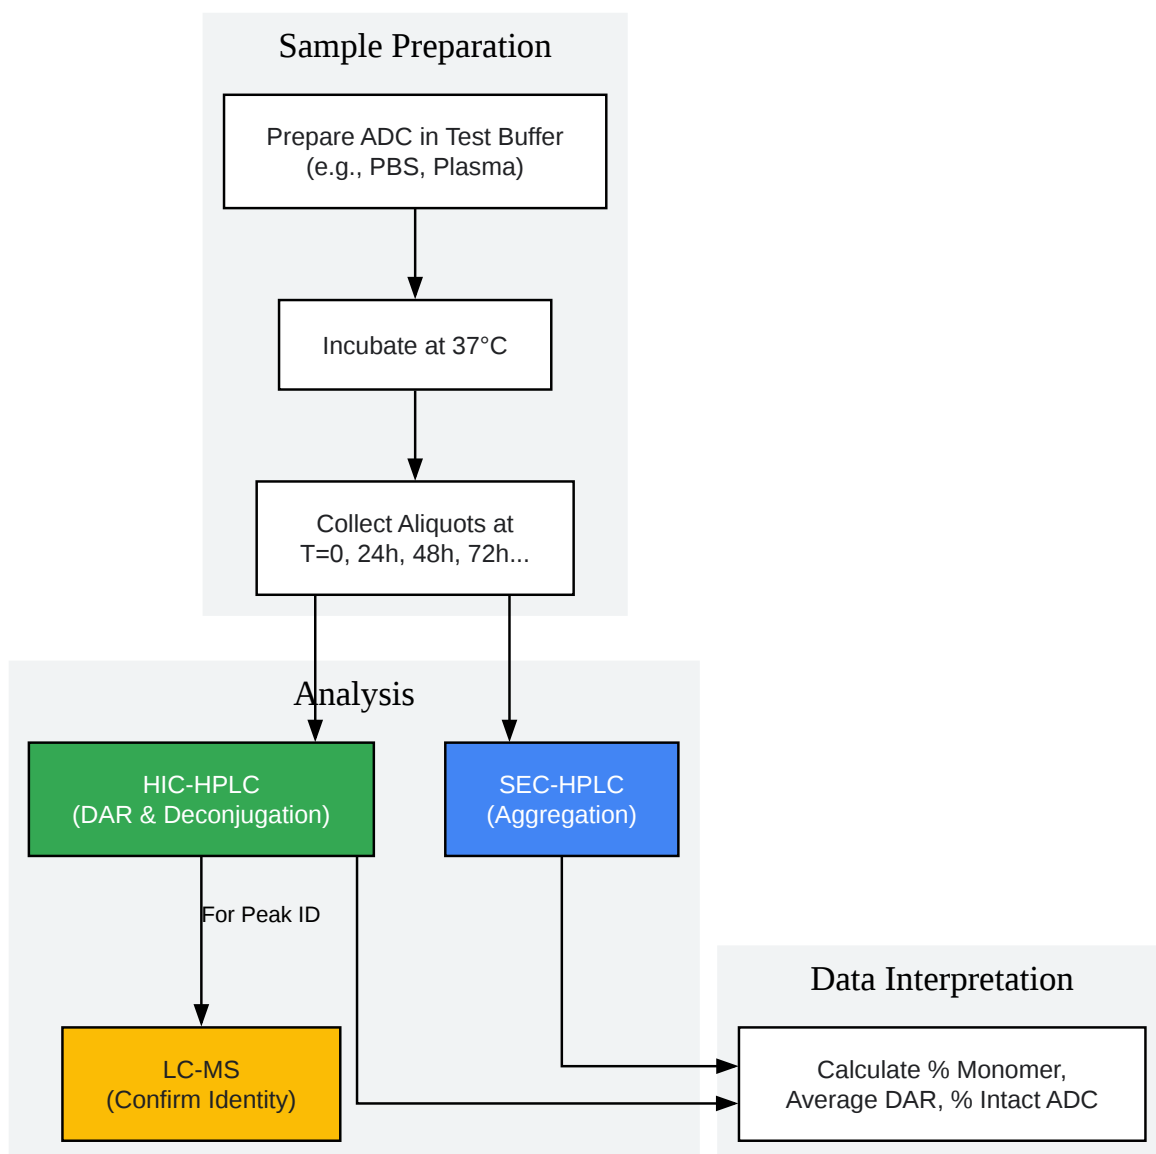 Sample Preparation
Prepare ADC in Test Buffer
(e.g., PBS, Plasma)
Incubate at 37°C
Collect Aliquots at
T=0, 24h, 48h, 72h...
Analysis
HIC-HPLC
(DAR & Deconjugation)
SEC-HPLC
(Aggregation)
For Peak ID
LC-MS
(Confirm Identity)
Data Interpretation
Calculate % Monomer,
Average DAR, % Intact ADC